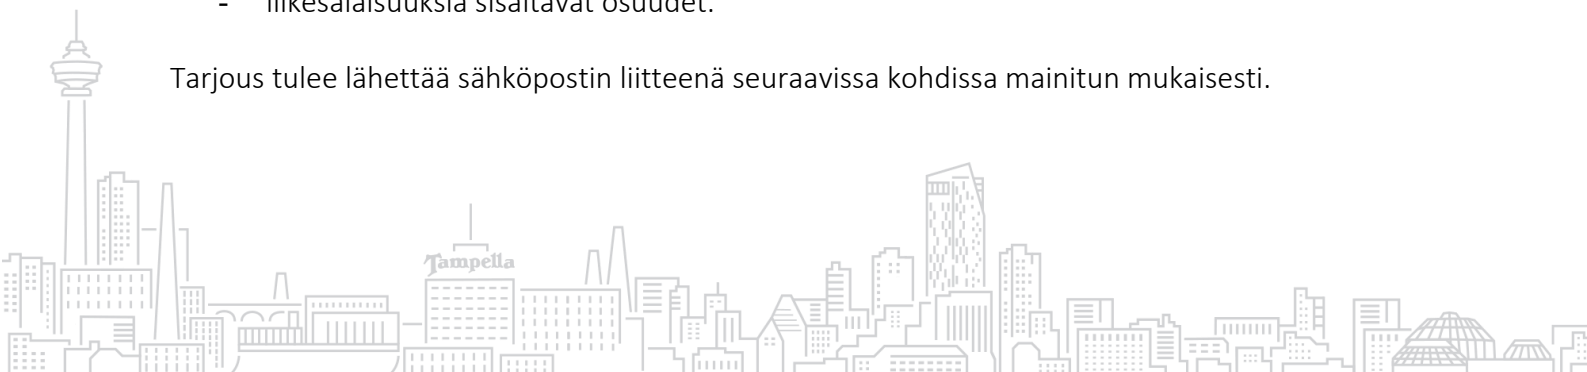 - liikesalaisuuksia sisältävät osuudet.
Tarjous tulee lähettää sähköpostin liitteenä seuraavissa kohdissa mainitun mukaisesti.
Tampella